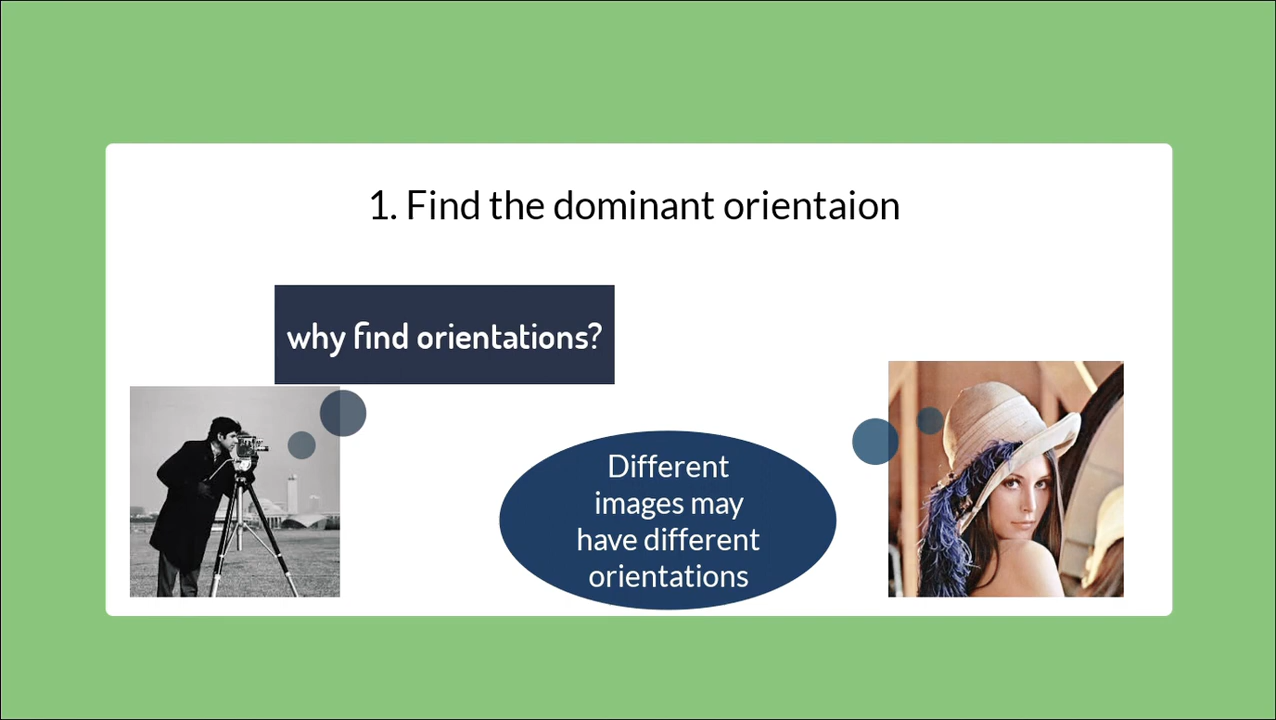 1. Find the dominant orientaion
why find orientations?
Different
images may
have different
orientations